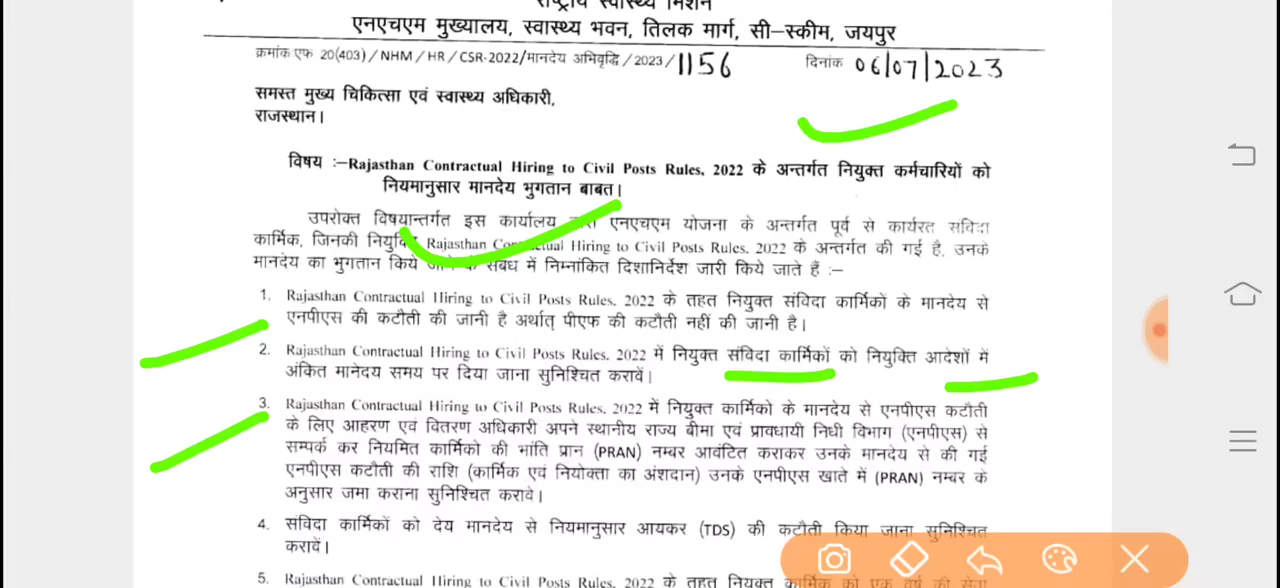 राष्ट्रीय स्वास्थ्य मिशन
एनएचएम मुख्यालय, स्वास्थ्य भवन, तिलक मार्ग, सी–स्कीम, जयपुर
क्रमांक एफ 20(403)/NHM/HR/CSR-2022/मानदेय अभिवृद्धि/2023/1156 दिनांक 06/07/2023
समस्त मुख्य चिकित्सा एवं स्वास्थ्य अधिकारी,
राजस्थान।
विषय :–Rajasthan Contractual Hiring to Civil Posts Rules, 2022 के अन्तर्गत नियुक्त कर्मचारियों को
नियमानुसार मानदेय भुगतान बाबत।
उपरोक्त विषयान्तर्गत इस कार्यालय एनएचएम योजना के अन्तर्गत पूर्व से कार्यरत संविदा
कार्मिक, जिनकी नियुक्ति Rajasthan Contractual Hiring to Civil Posts Rules, 2022 के अन्तर्गत की गई है, उनके
मानदेय का भुगतान किये जाने के संबंध में निम्नांकित दिशानिर्देश जारी किये जाते हैं :–
1. Rajasthan Contractual Hiring to Civil Posts Rules, 2022 के तहत नियुक्त संविदा कार्मिकों के मानदेय से
एनपीएस की कटौती की जानी है अर्थात् पीएफ की कटौती नहीं की जानी है।
2. Rajasthan Contractual Hiring to Civil Posts Rules, 2022 में नियुक्त संविदा कार्मिकों को नियुक्ति आदेशों में
अंकित मानेदय समय पर दिया जाना सुनिश्चित करावें।
3. Rajasthan Contractual Hiring to Civil Posts Rules, 2022 में नियुक्त कार्मिको के मानदेय से एनपीएस कटौती
के लिए आहरण एवं वितरण अधिकारी अपने स्थानीय राज्य बीमा एवं प्रावधायी निधी विभाग (एनपीएस) से
सम्पर्क कर नियमित कार्मिको की भांति प्रान (PRAN) नम्बर आवंटित कराकर उनके मानदेय से की गई
एनपीएस कटौती की राशि (कार्मिक एवं नियोक्ता का अंशदान) उनके एनपीएस खाते में (PRAN) नम्बर के
अनुसार जमा कराना सुनिश्चित करावे।
4. संविदा कार्मिकों को देय मानदेय से नियमानुसार आयकर (TDS) की कटौती किया जाना सुनिश्चित
करावें।
5. Rajasthan Contractual Hiring to Civil Posts Rules, 2022 के तहत नियुक्त कार्मिक को एक वर्ष की सेवा